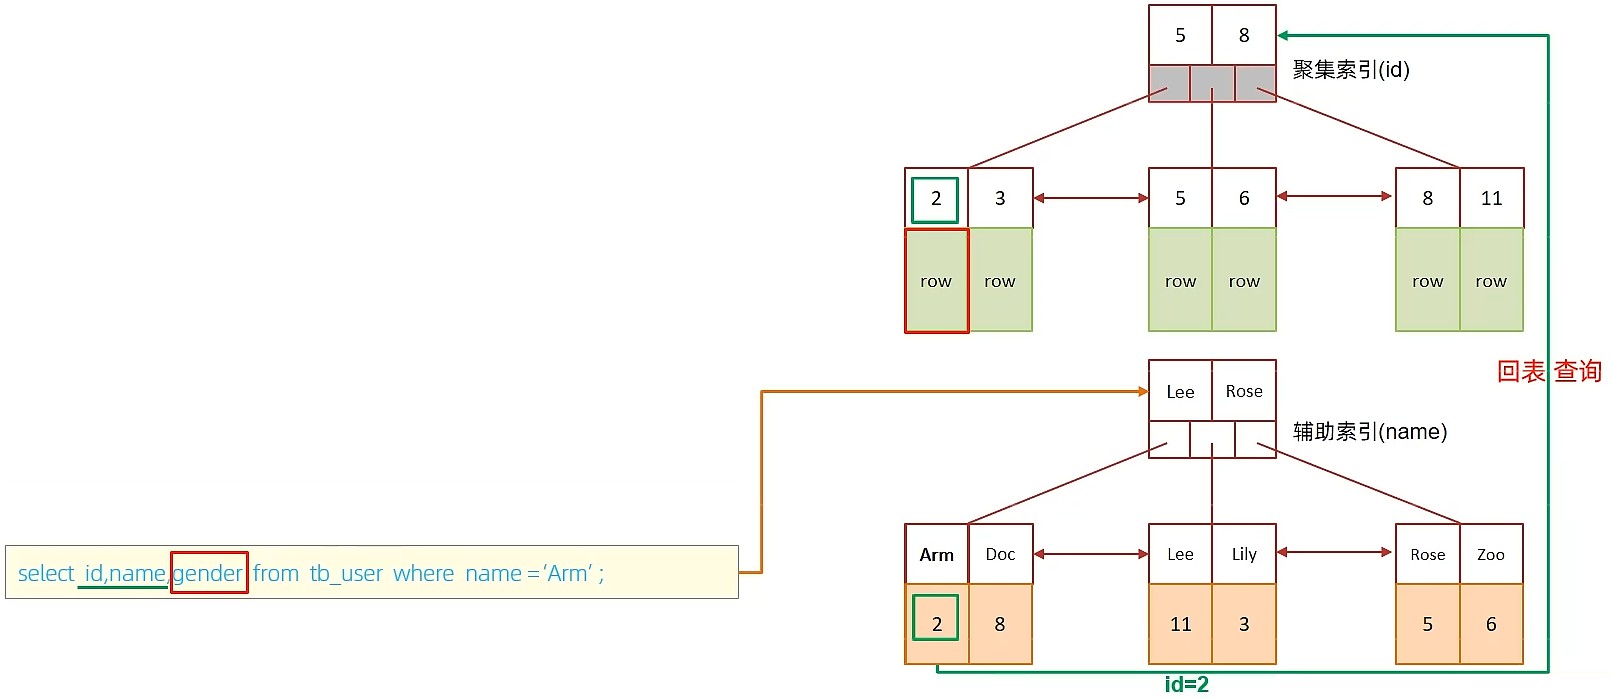 5 8
聚集索引(id)
2 3 5 6 8 11
row row row row row row
回表 查询
Lee Rose
辅助索引(name)
Arm Doc Lee Lily Rose Zoo
select id,name,gender from tb_user where name =‘Arm’ ;
2 8 11 3 5 6
id=2